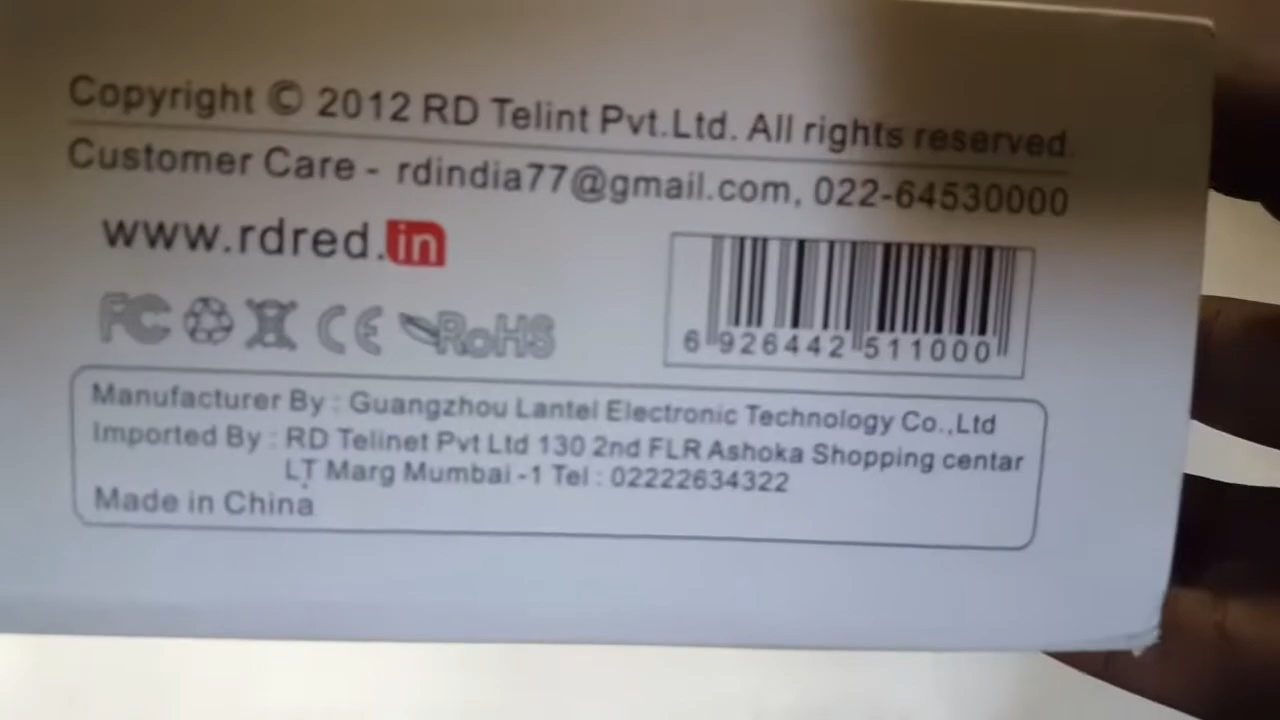 Copyright © 2012 RD Telint Pvt.Ltd. All rights reserved.
Customer Care - rdindia77@gmail.com, 022-64530000
www.rdred.in
FC CE RoHS
6 926442 511000
Manufacturer By : Guangzhou Lantel Electronic Technology Co.,Ltd
Imported By : RD Telinet Pvt Ltd 130 2nd FLR Ashoka Shopping centar
LT Marg Mumbai -1 Tel : 02222634322
Made in China